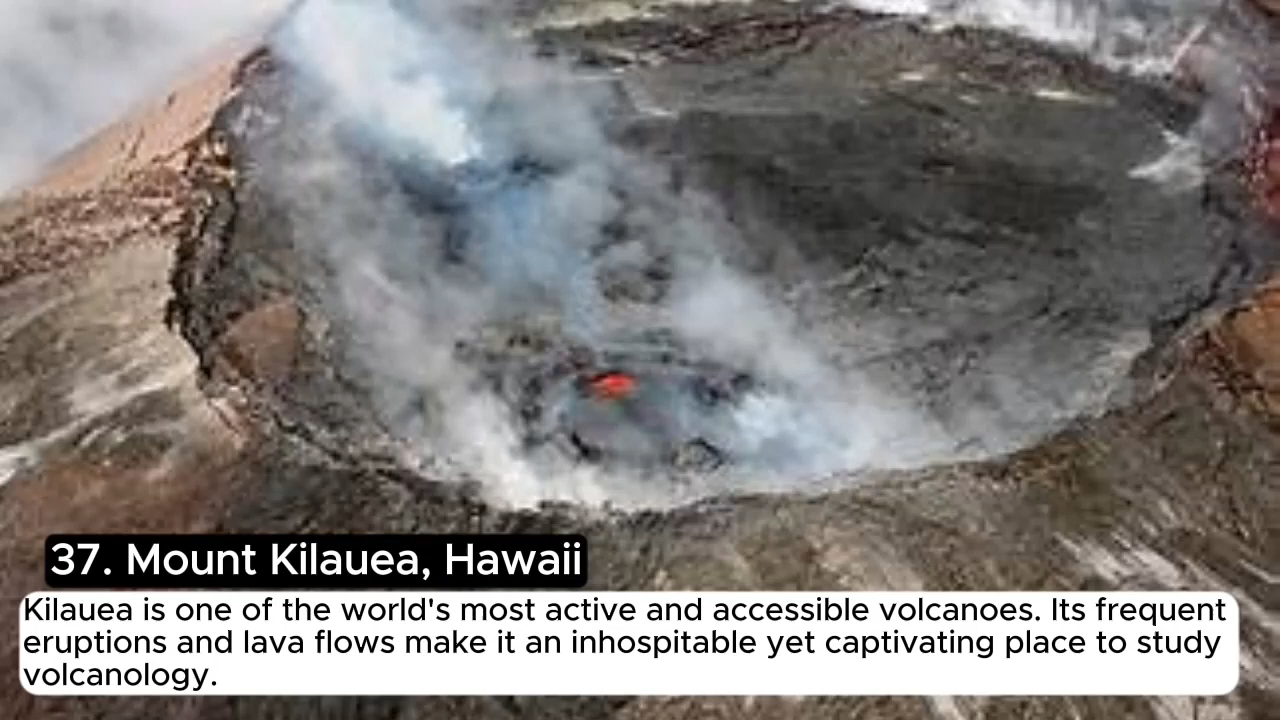 37. Mount Kilauea, Hawaii
Kilauea is one of the world's most active and accessible volcanoes. Its frequent
eruptions and lava flows make it an inhospitable yet captivating place to study
volcanology.